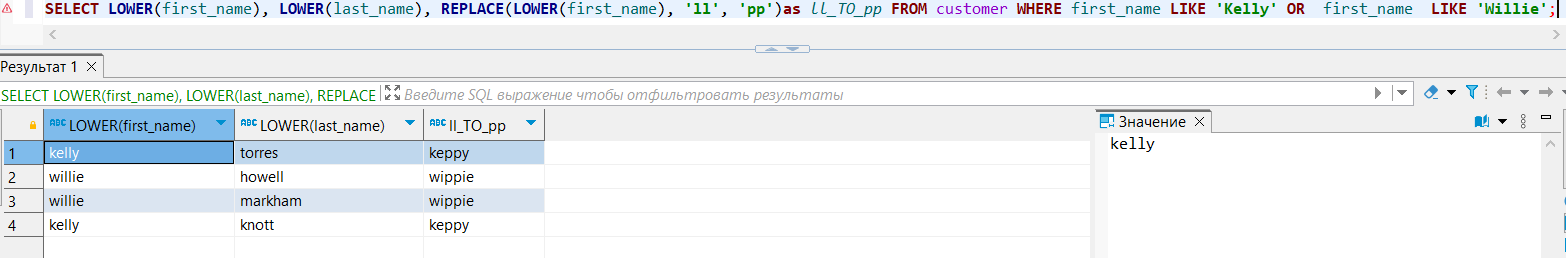 SELECT LOWER(first_name), LOWER(last_name), REPLACE(LOWER(first_name), 'll', 'pp')as ll_TO_pp FROM customer WHERE first_name LIKE 'Kelly' OR  first_name  LIKE 'Willie';
Результат 1
SELECT LOWER(first_name), LOWER(last_name), REPLACE Введите SQL выражение чтобы отфильтровать результаты
ABC LOWER(first_name) ABC LOWER(last_name) ABC ll_TO_pp Значение
1 kelly torres keppy kelly
2 willie howell wippie
3 willie markham wippie
4 kelly knott keppy